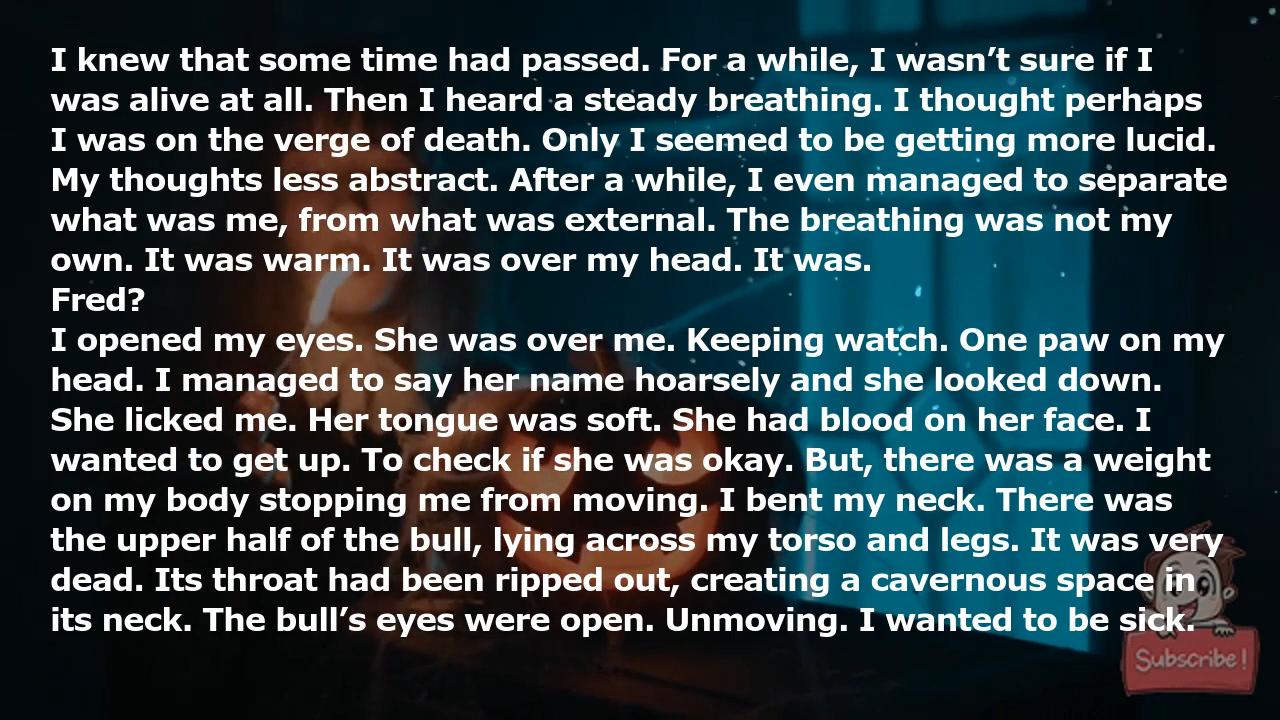 I knew that some time had passed. For a while, I wasn’t sure if I
was alive at all. Then I heard a steady breathing. I thought perhaps
I was on the verge of death. Only I seemed to be getting more lucid.
My thoughts less abstract. After a while, I even managed to separate
what was me, from what was external. The breathing was not my
own. It was warm. It was over my head. It was.
Fred?
I opened my eyes. She was over me. Keeping watch. One paw on my
head. I managed to say her name hoarsely and she looked down.
She licked me. Her tongue was soft. She had blood on her face. I
wanted to get up. To check if she was okay. But, there was a weight
on my body stopping me from moving. I bent my neck. There was
the upper half of the bull, lying across my torso and legs. It was very
dead. Its throat had been ripped out, creating a cavernous space in
its neck. The bull’s eyes were open. Unmoving. I wanted to be sick.
Subscribe!